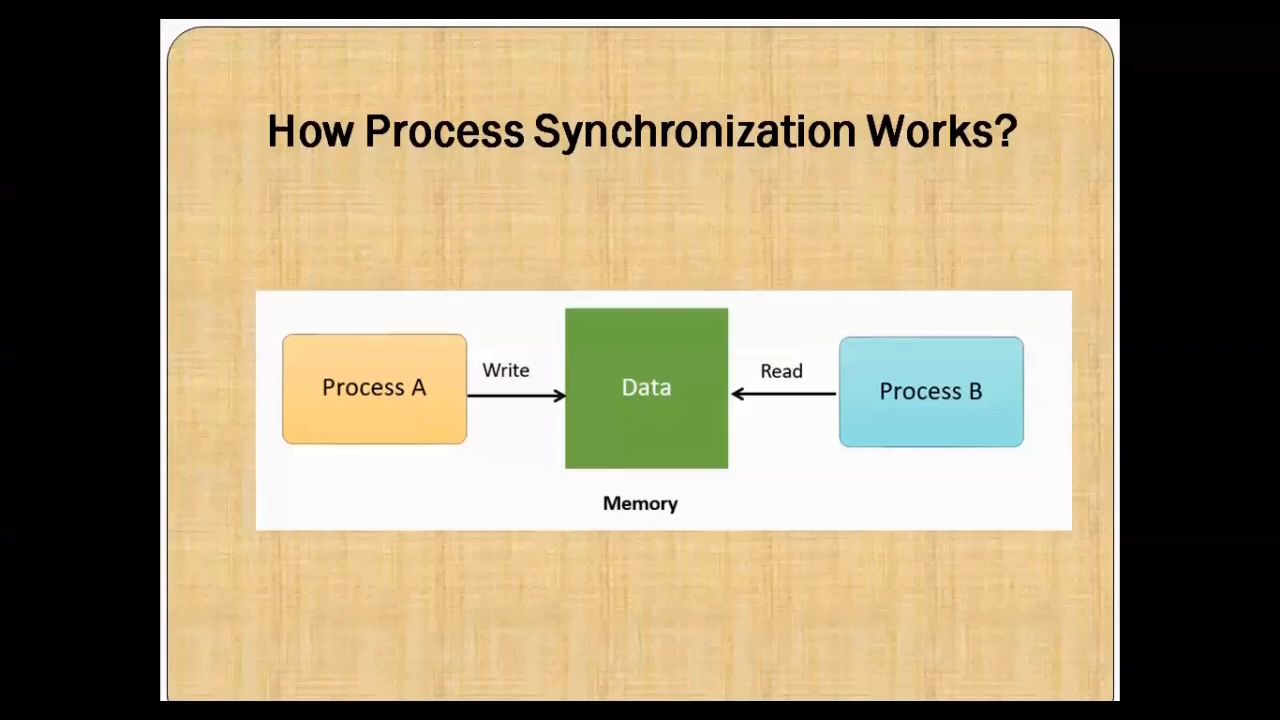 How Process Synchronization Works?
Process A
Write
Data
Read
Process B
Memory